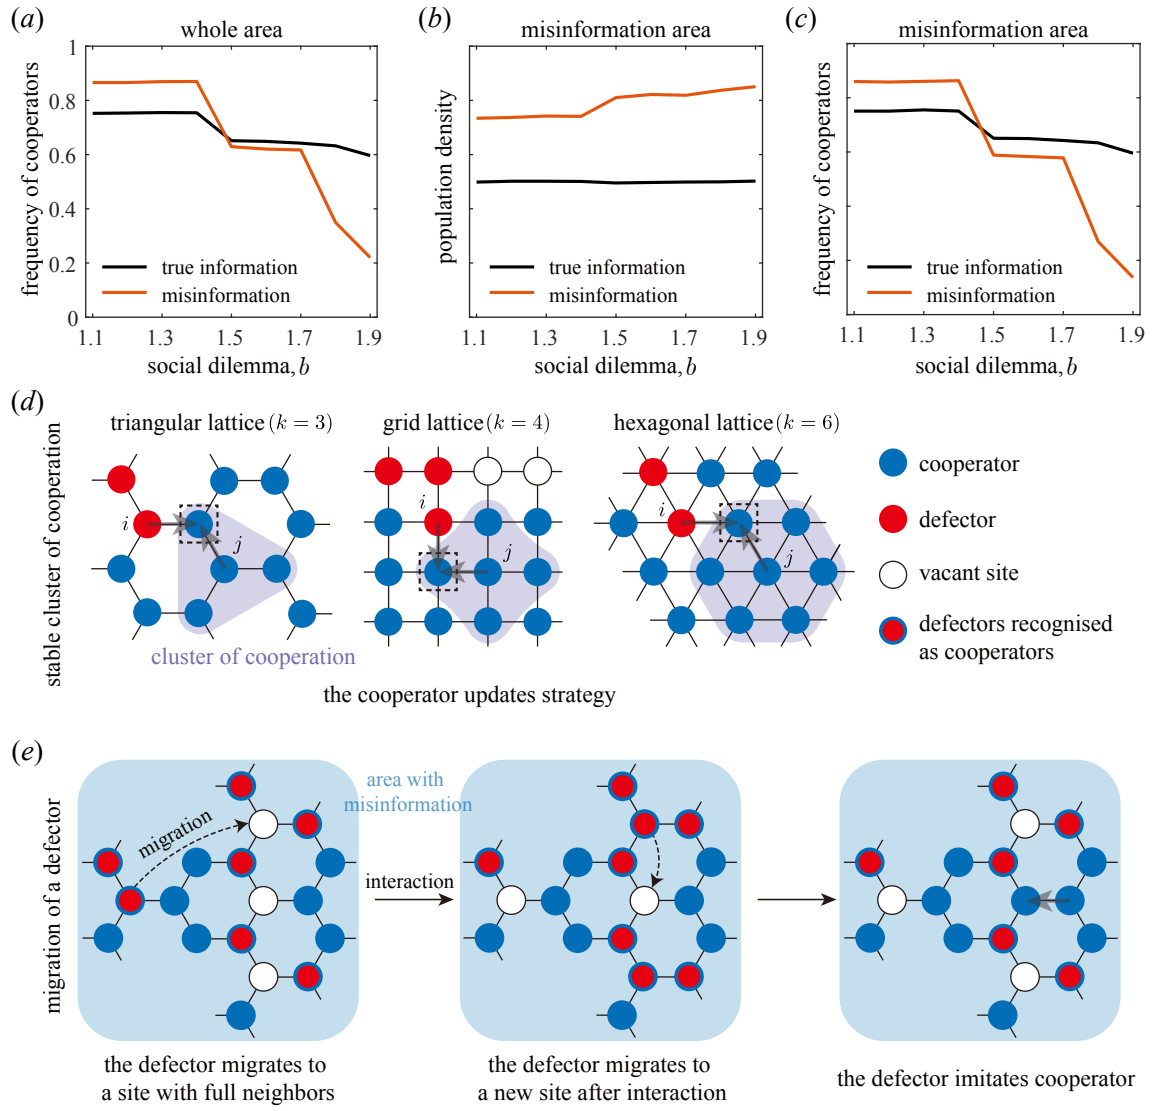 (a)
whole area
frequency of cooperators
1
0.8
0.6
0.4
0.2
0
true information
misinformation
1.1
1.3
1.5
1.7
1.9
social dilemma, b
(b)
misinformation area
population density
true information
misinformation
1.1
1.3
1.5
1.7
1.9
social dilemma, b
(c)
misinformation area
frequency of cooperators
true information
misinformation
1.1
1.3
1.5
1.7
1.9
social dilemma, b
(d)
stable cluster of cooperation
triangular lattice (k = 3)
i
j
cluster of cooperation
grid lattice (k = 4)
i
j
hexagonal lattice (k = 6)
i
j
the cooperator updates strategy
cooperator
defector
vacant site
defectors recognised
as cooperators
(e)
migration of a defector
migration
area with
misinformation
interaction
the defector migrates to
a site with full neighbors
the defector migrates to
a new site after interaction
the defector imitates cooperator